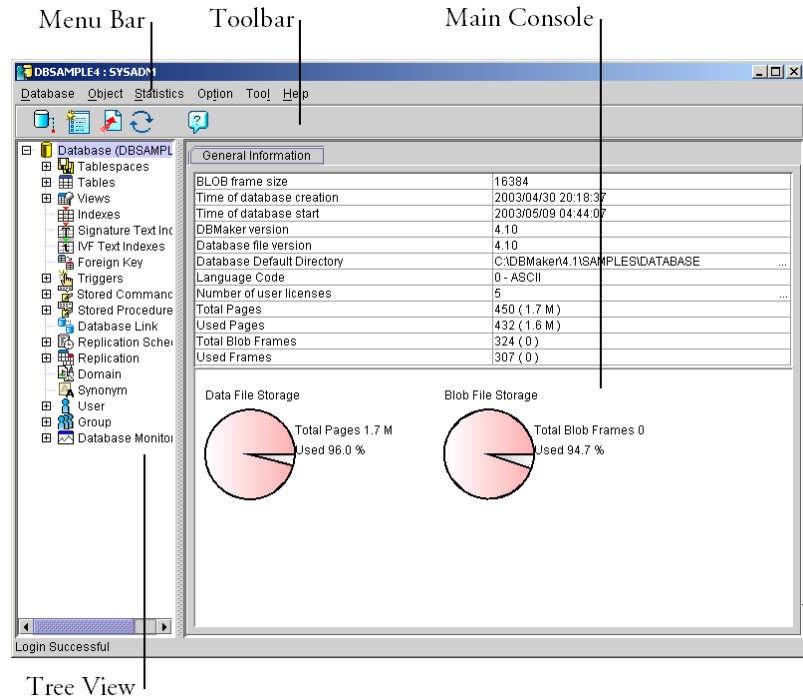 Menu Bar Toolbar Main Console
DBSAMPLE4 : SYSADM
Database Object Statistics Option Tool Help
Database (DBSAMPL
Tablespaces
Tables
Views
Indexes
Signature Text Ind
IVF Text Indexes
Foreign Key
Triggers
Stored Command
Stored Procedure
Database Link
Replication Sche
Replication
Domain
Synonym
User
Group
Database Monitor
General Information
BLOB frame size 16384
Time of database creation 2003/04/30 20:18:37
Time of database start 2003/05/09 04:44:07
DBMaker version 4.10
Database file version 4.10
Database Default Directory C:\DBMaker\4.1\SAMPLES\DATABASE ...
Language Code 0 - ASCII
Number of user licenses 5 ...
Total Pages 450 ( 1.7 M )
Used Pages 432 ( 1.6 M )
Total Blob Frames 324 ( 0 )
Used Frames 307 ( 0 )
Data File Storage
Total Pages 1.7 M
Used 96.0 %
Blob File Storage
Total Blob Frames 0
Used 94.7 %
Login Successful
Tree View